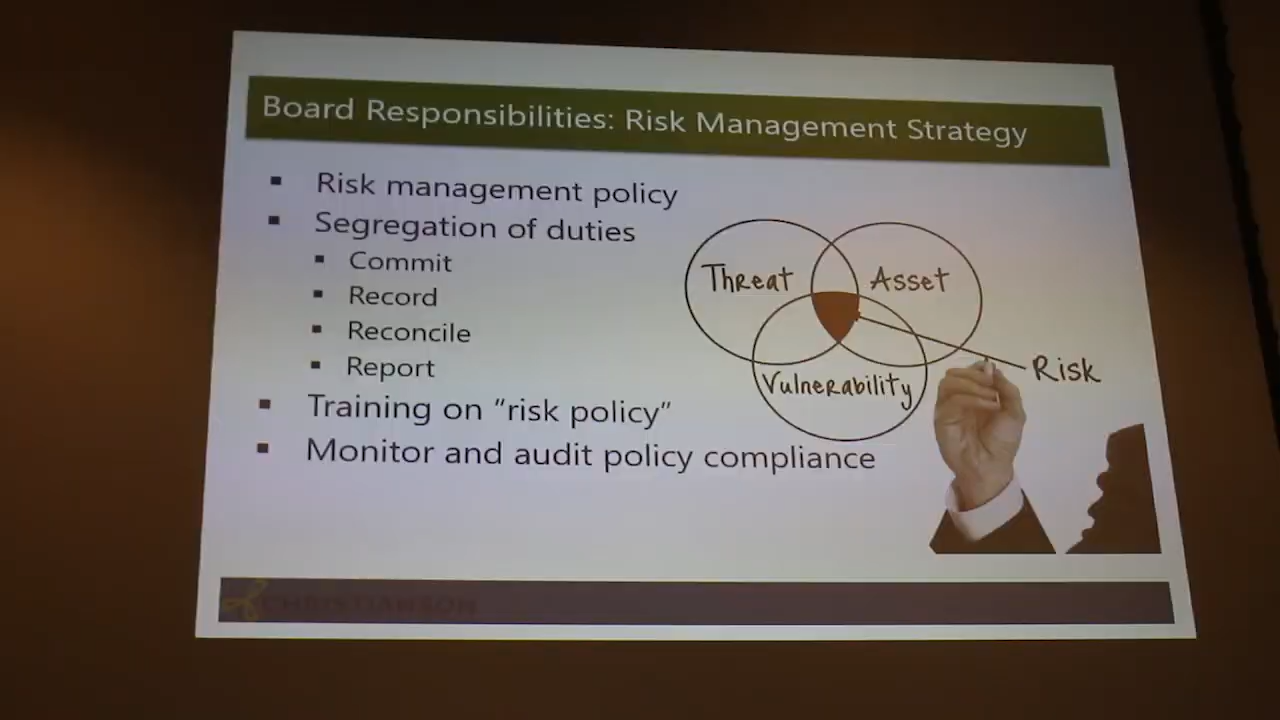 Board Responsibilities: Risk Management Strategy
Risk management policy
Segregation of duties
Commit
Record
Reconcile
Report
Training on “risk policy”
Monitor and audit policy compliance
Threat
Asset
Vulnerability
Risk
CHRISTIANSON